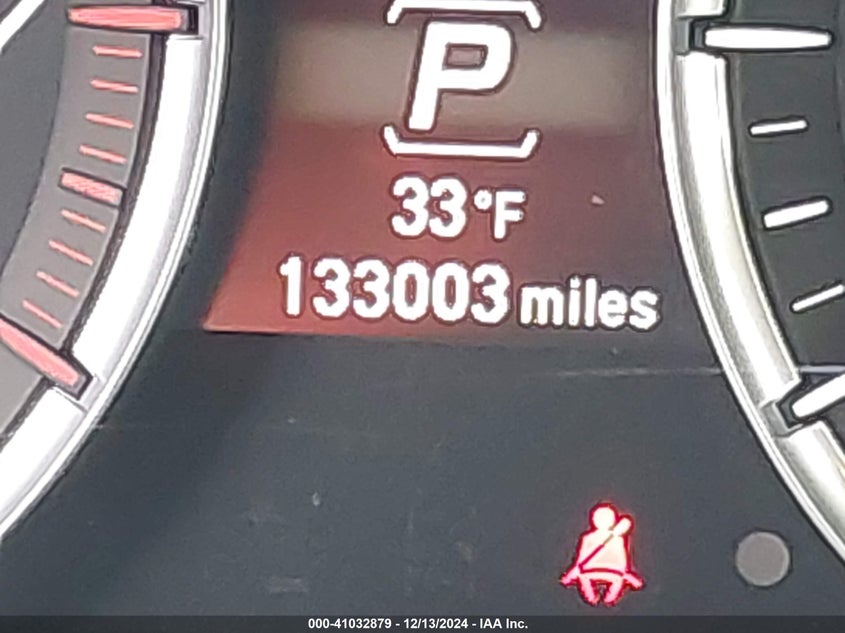 P
33°F
133003 miles
000-41032879 - 12/13/2024 - IAA Inc.